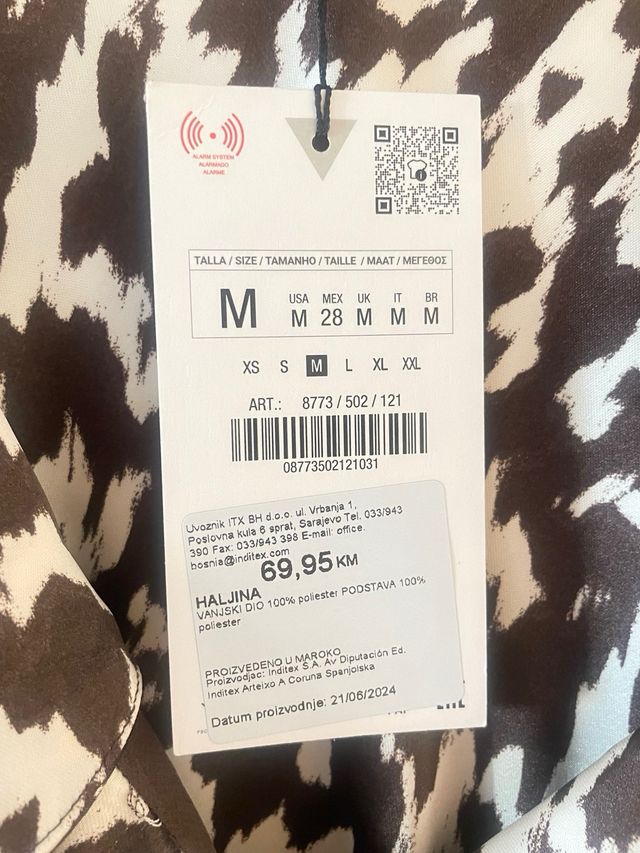 ALARM SYSTEM
ALARMADO
ALARME
TALLA / SIZE / TAMANHO / TAILLE / MAAT / ΜΕΓΕΘΟΣ
M
USA MEX UK IT BR
M 28 M M M
XS S M L XL XXL
ART.: 8773 / 502 / 121
08773502121031
Uvoznik ITX BH d.o.o. ul. Vrbanja 1,
Poslovna kula 6 sprat, Sarajevo Tel. 033/943
390 Fax: 033/943 398 E-mail: office.
bosnia@inditex.com
69,95 KM
HALJINA
VANJSKI DIO 100% poliester PODSTAVA 100%
poliester
PROIZVEDENO U MAROKO
Proizvodjac: Inditex S.A. Av Diputación Ed.
Inditex Arteixo A Coruna Spanjolska
Datum proizvodnje: 21/06/2024